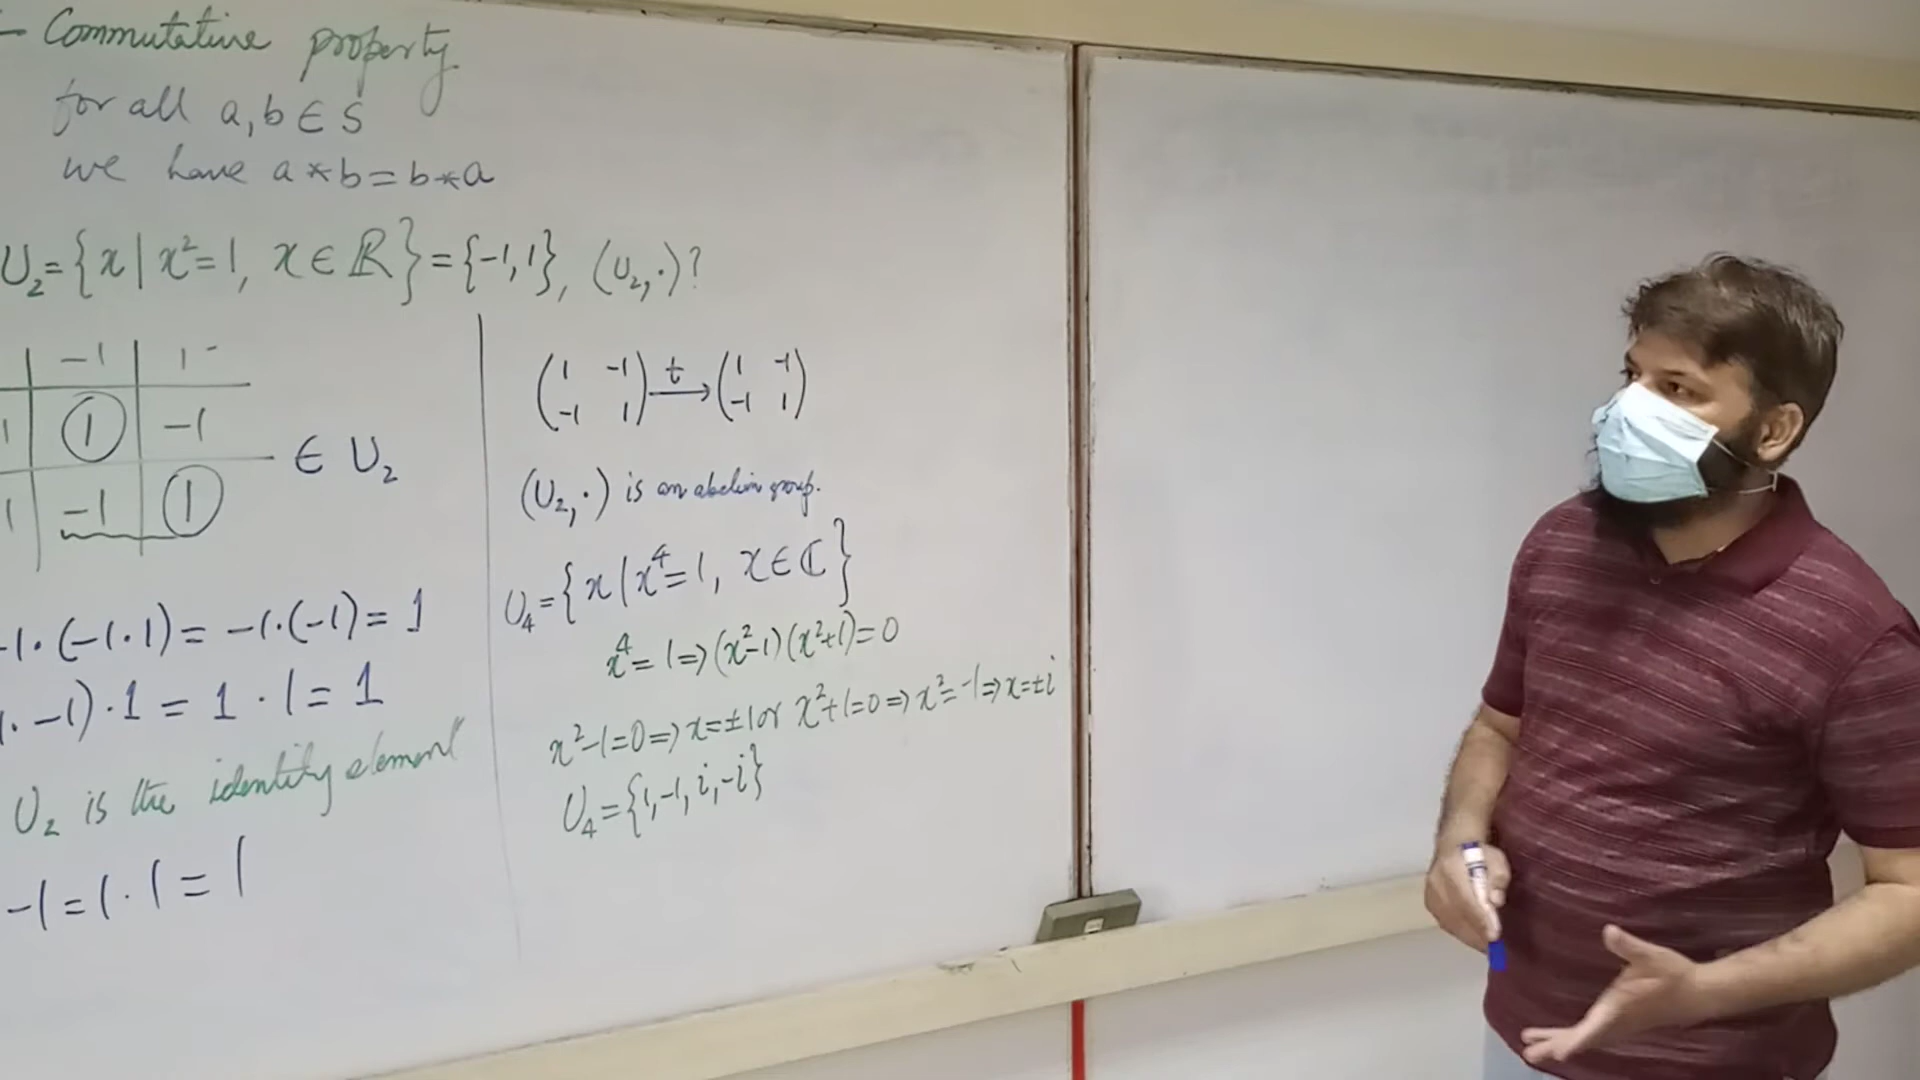 - Commutative property
for all a, b ∈ S
we have a * b = b * a
U₂ = {x | x² = 1, x ∈ ℝ} = {-1, 1}, (U₂, ·)?
-1 1
1 1 -1
1 -1 1
∈ U₂
-1·(-1·1) = -1·(-1) = 1
· -1)·1 = 1·1 = 1
U₂ is the identity element
-1 = 1·1 = 1
(1 -1) t→ (1 -1)
(-1 1) (-1 1)
(U₂, ·) is an abelian group.
U₄ = {x | x⁴ = 1, x ∈ ℂ}
x⁴ = 1 ⇒ (x²-1)(x²+1) = 0
x²-1=0 ⇒ x=±1 or x²+1=0 ⇒ x²=-1 ⇒ x=±i
U₄ = {1, -1, i, -i}